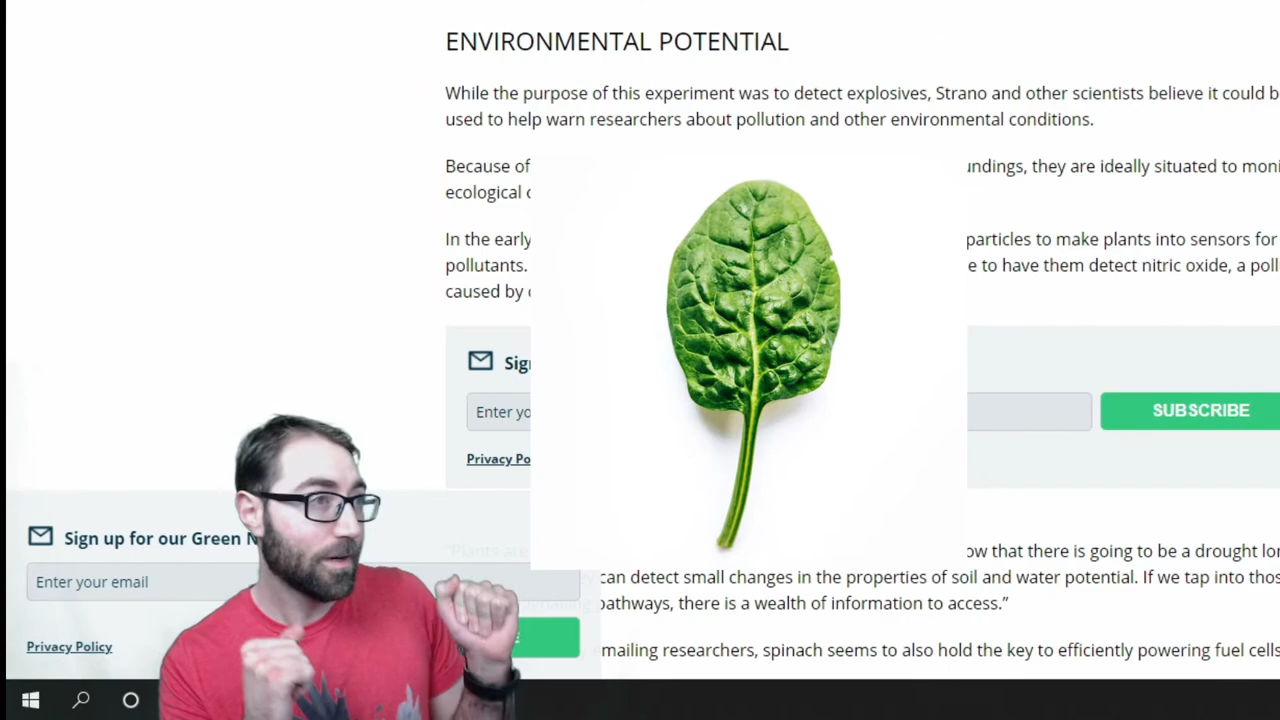 ENVIRONMENTAL POTENTIAL
While the purpose of this experiment was to detect explosives, Strano and other scientists believe it could be
used to help warn researchers about pollution and other environmental conditions.
Because of undings, they are ideally situated to moni
ecological
In the early particles to make plants into sensors for
pollutants. e to have them detect nitric oxide, a poll
caused by
Sign
Enter yo
SUBSCRIBE
Privacy Po
Sign up for our Green N
Enter your email
Privacy Policy
"Plants are ow that there is going to be a drought lon
can detect small changes in the properties of soil and water potential. If we tap into thos
pathways, there is a wealth of information to access.”
mailing researchers, spinach seems to also hold the key to efficiently powering fuel cells